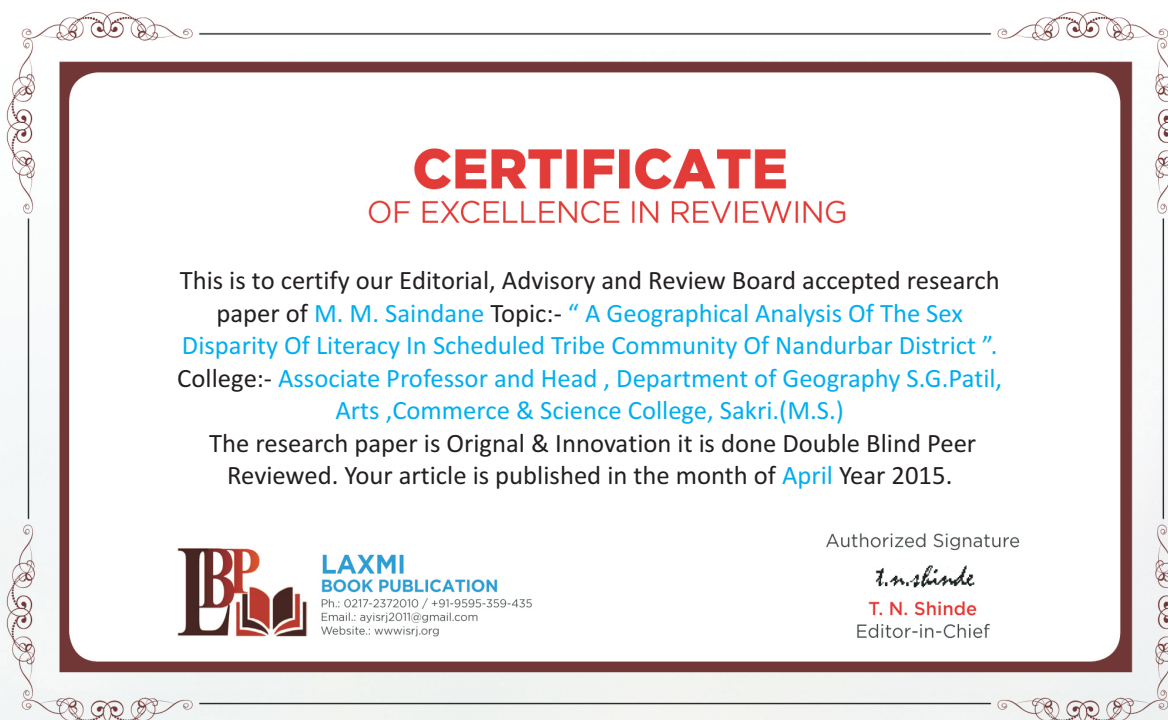 CERTIFICATE
OF EXCELLENCE IN REVIEWING
This is to certify our Editorial, Advisory and Review Board accepted research
paper of M. M. Saindane Topic:- “ A Geographical Analysis Of The Sex
Disparity Of Literacy In Scheduled Tribe Community Of Nandurbar District ”.
College:- Associate Professor and Head , Department of Geography S.G.Patil,
Arts ,Commerce & Science College, Sakri.(M.S.)
The research paper is Orignal & Innovation it is done Double Blind Peer
Reviewed. Your article is published in the month of April Year 2015.
LBP
LAXMI
BOOK PUBLICATION
Ph.: 0217-2372010 / +91-9595-359-435
Email.: ayisrj2011@gmail.com
Website.: wwwisrj.org
Authorized Signature
t.n.shinde
T. N. Shinde
Editor-in-Chief